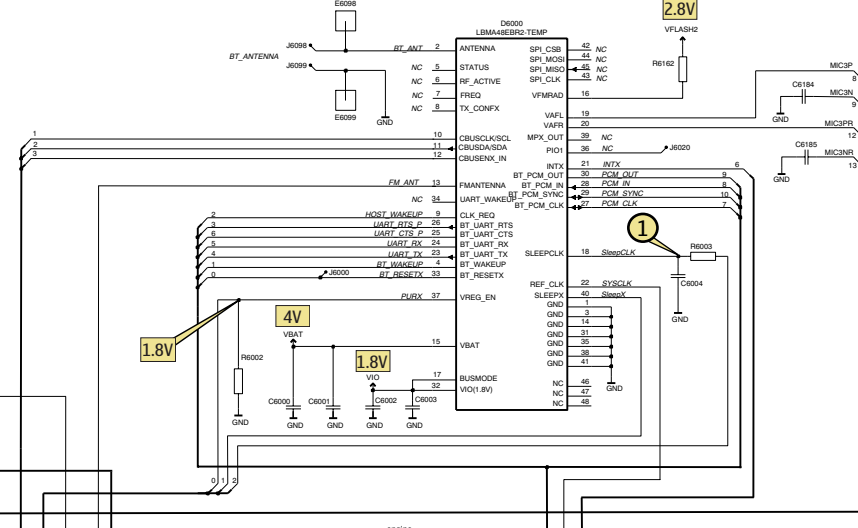 E6098
D6000
LBMA48EBR2-TEMP
2.8V
VFLASH2
J6098
BT_ANT 2 ANTENNA
BT_ANTENNA
J6099
E6099
GND
NC 5 STATUS
NC 6 RF_ACTIVE
NC 7 FREQ
NC 8 TX_CONFX
SPI_CSB 42 NC
SPI_MOSI 44 NC
SPI_MISO 45 NC
SPI_CLK 43 NC
VFMRAD 16
R6162
MIC3P
8
C6184
MIC3N
9
GND
VAFL 19
VAFR 20
MIC3PR
12
MPX_OUT 39 NC
PIO1 36 NC
J6020
C6185
MIC3NR
13
GND
1
2
3
10 CBUSCLK/SCL
11 CBUSDA/SDA
12 CBUSENX_IN
INTX 21 INTX 6
BT_PCM_OUT 30 PCM_OUT 9
BT_PCM_IN 28 PCM_IN 8
BT_PCM_SYNC 29 PCM_SYNC 10
BT_PCM_CLK 27 PCM_CLK 7
FM_ANT 13 FMANTENNA
NC 34 UART_WAKEUP
2 HOST_WAKEUP 9 CLK_REQ
3 UART_RTS_P 26 BT_UART_RTS
6 UART_CTS_P 25 BT_UART_CTS
5 UART_RX 24 BT_UART_RX
4 UART_TX 23 BT_UART_TX
1 BT_WAKEUP 4 BT_WAKEUP
0 J6000 BT_RESETX 33 BT_RESETX
PURX 37 VREG_EN
1
SLEEPCLK 18 SleepCLK
R6003
C6004
GND
REF_CLK 22 SYSCLK
SLEEPX 40 SleepX
GND 1
GND 3
GND 14
GND 31
GND 35
GND 38
GND 41
GND
NC 46
NC 47
NC 48
1.8V
4V
VBAT
15 VBAT
R6002
GND
1.8V
VIO
17 BUSMODE
32 VIO(1.8V)
C6000
GND
C6001
GND
C6002
GND
C6003
GND
0 1 2